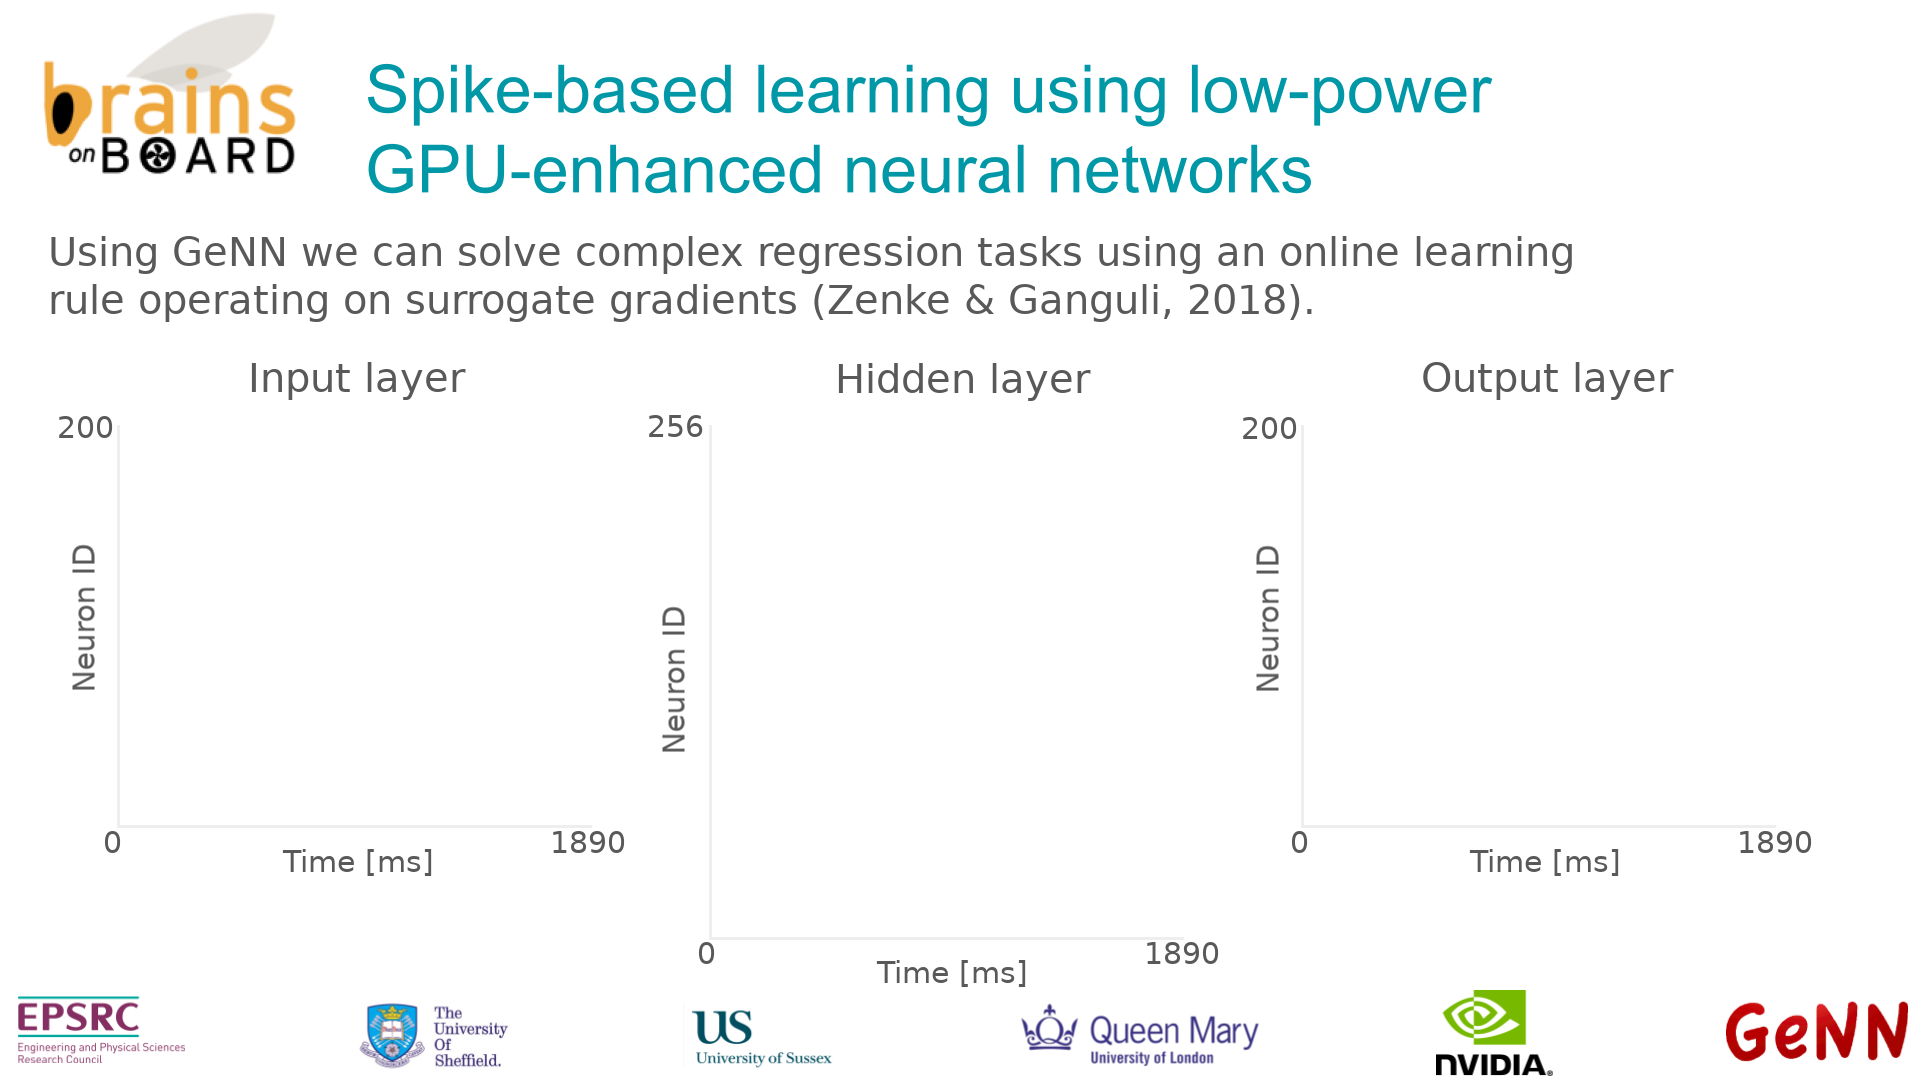 brains
on BOARD
Spike-based learning using low-power
GPU-enhanced neural networks
Using GeNN we can solve complex regression tasks using an online learning
rule operating on surrogate gradients (Zenke & Ganguli, 2018).
Input layer
200
Neuron ID
0
1890
Time [ms]
Hidden layer
256
Neuron ID
0
1890
Time [ms]
Output layer
200
Neuron ID
0
1890
Time [ms]
EPSRC
Engineering and Physical Sciences
Research Council
The
University
Of
Sheffield.
US
University of Sussex
Queen Mary
University of London
NVIDIA®
GeNN